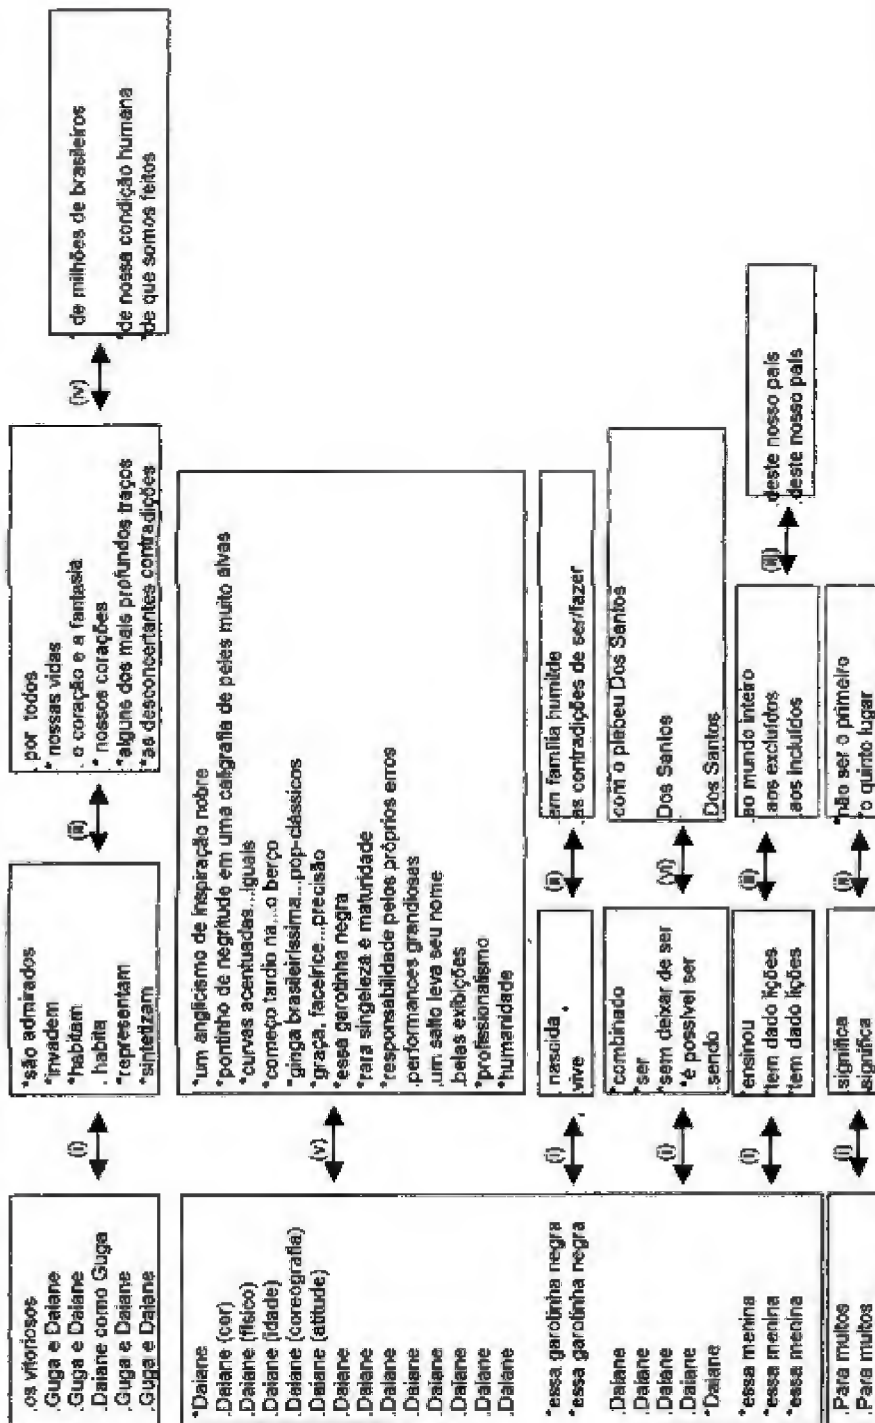 .os vitoriosos
.Guga e Daiane
.Guga e Daiane
.Daiane como Guga
.Guga e Daiane
.Guga e Daiane
(i)
*são admirados
*invadem
*habitam
. habita
*representam
*sintetizam
(ii)
* por todos
* nossas vidas
. o coração e a fantasia
* nossos corações
*alguns dos mais profundos traços
*as desconcertantes contradições
(iv)
* de milhões de brasileiros
*de nossa condição humana
*de que somos feitos
*Daiane
.Daiane (cor)
.Daiane (físico)
.Daiane (idade)
.Daiane (coreografia)
.Daiane (atitude)
.Daiane
.Daiane
.Daiane
.Daiane
.Daiane
.Daiane
.Daiane
.Daiane
(v)
*um anglicismo de inspiração nobre
*pontinho de negritude em uma caligrafia de peles muito alvas
*curvas acentuadas...iguais
*começo tardio na...o berço
*ginga brasileiríssima...pop-clássicos
*graça, faceirice...precisão
*essa garotinha negra
*rara singeleza e maturidade
*responsabilidade pelos próprios erros
.performances grandiosas
.um salto leva seu nome
.belas exibições
*profissionalismo
*humanidade
*essa garotinha negra
*essa garotinha negra
(i)
. nascida
.vive
(ii)
.em família humilde
.as contradições de ser/fazer
.Daiane
.Daiane
.Daiane
.Daiane
*Daiane
(i)
*combinado
*ser
*sem deixar de ser
*é possível ser
.sendo
(vi)
com o plebeu Dos Santos
Dos Santos
Dos Santos
*essa menina
*essa menina
*essa menina
(i)
*ensinou
*tem dado lições
*tem dado lições
(ii)
ao mundo inteiro
aos excluídos
aos incluídos
(iii)
.deste nosso país
.deste nosso país
.Para muitos
.Para muitos
(i)
.significa
.significa
(ii)
*não ser o primeiro
*o quinto lugar